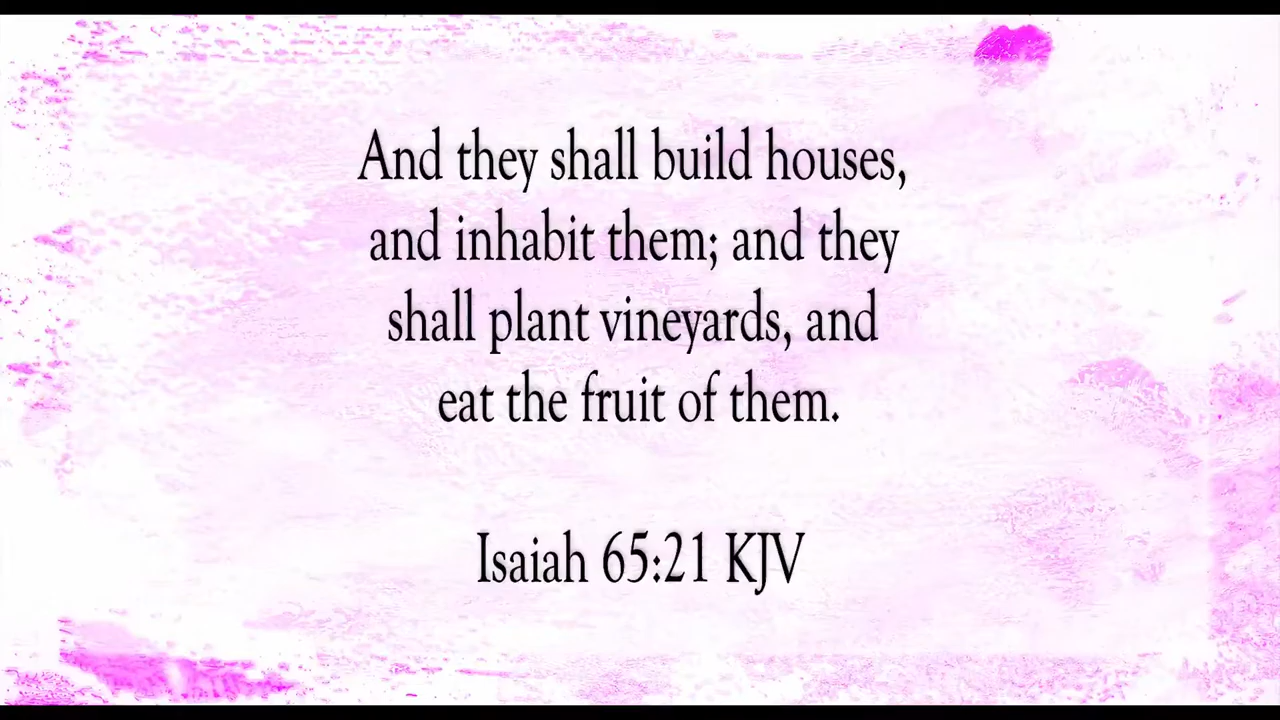 And they shall build houses,
and inhabit them; and they
shall plant vineyards, and
eat the fruit of them.
Isaiah 65:21 KJV